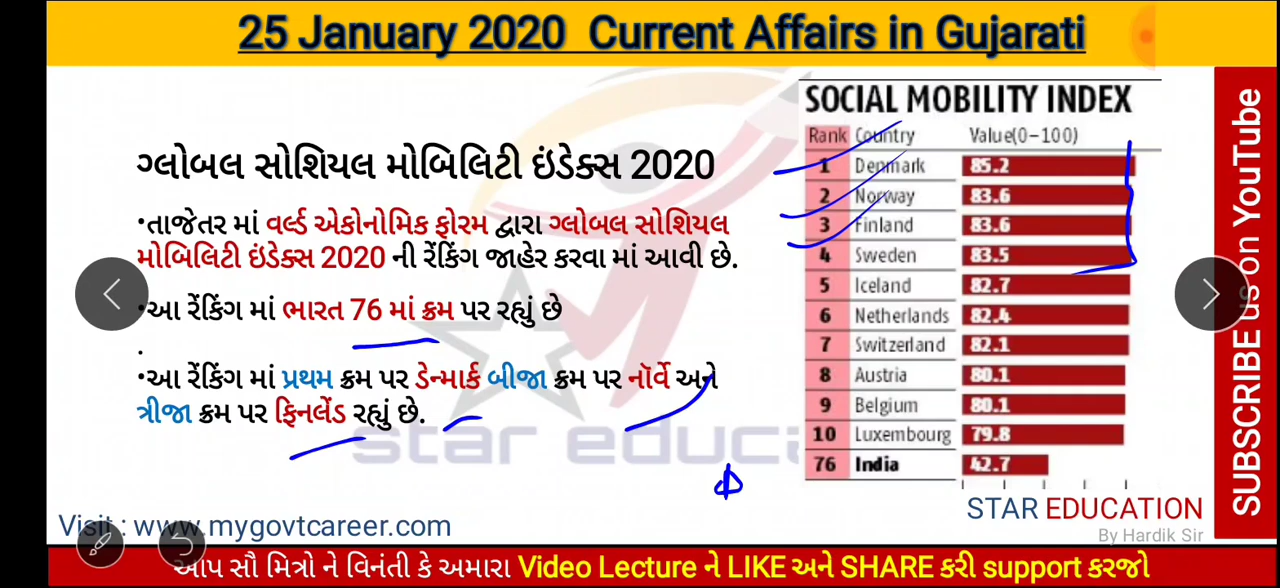 25 January 2020 Current Affairs in Gujarati
ગ્લોબલ સોશિયલ મોબિલિટી ઇંડેક્સ 2020
•તાજેતર માં વર્લ્ડ એકોનોમિક ફોરમ દ્વારા ગ્લોબલ સોશિયલ
મોબિલિટી ઇંડેક્સ 2020 ની રેંકિંગ જાહેર કરવા માં આવી છે.
•આ રેંકિંગ માં ભારત 76 માં ક્રમ પર રહ્યું છે
.
•આ રેંકિંગ માં પ્રથમ ક્રમ પર ડેન્માર્ક બીજા ક્રમ પર નૉર્વે અને
ત્રીજા ક્રમ પર ફિનલેંડ રહ્યું છે.
SOCIAL MOBILITY INDEX
Rank Country Value(0–100)
1 Denmark 85.2
2 Norway 83.6
3 Finland 83.6
4 Sweden 83.5
5 Iceland 82.7
6 Netherlands 82.4
7 Switzerland 82.1
8 Austria 80.1
9 Belgium 80.1
10 Luxembourg 79.8
76 India 42.7
star educa
STAR EDUCATION
By Hardik Sir
Visit : www.mygovtcareer.com
SUBSCRIBE us on YouTube
આપ સૌ મિત્રો ને વિનંતી કે અમારા Video Lecture ને LIKE અને SHARE કરી support કરજો